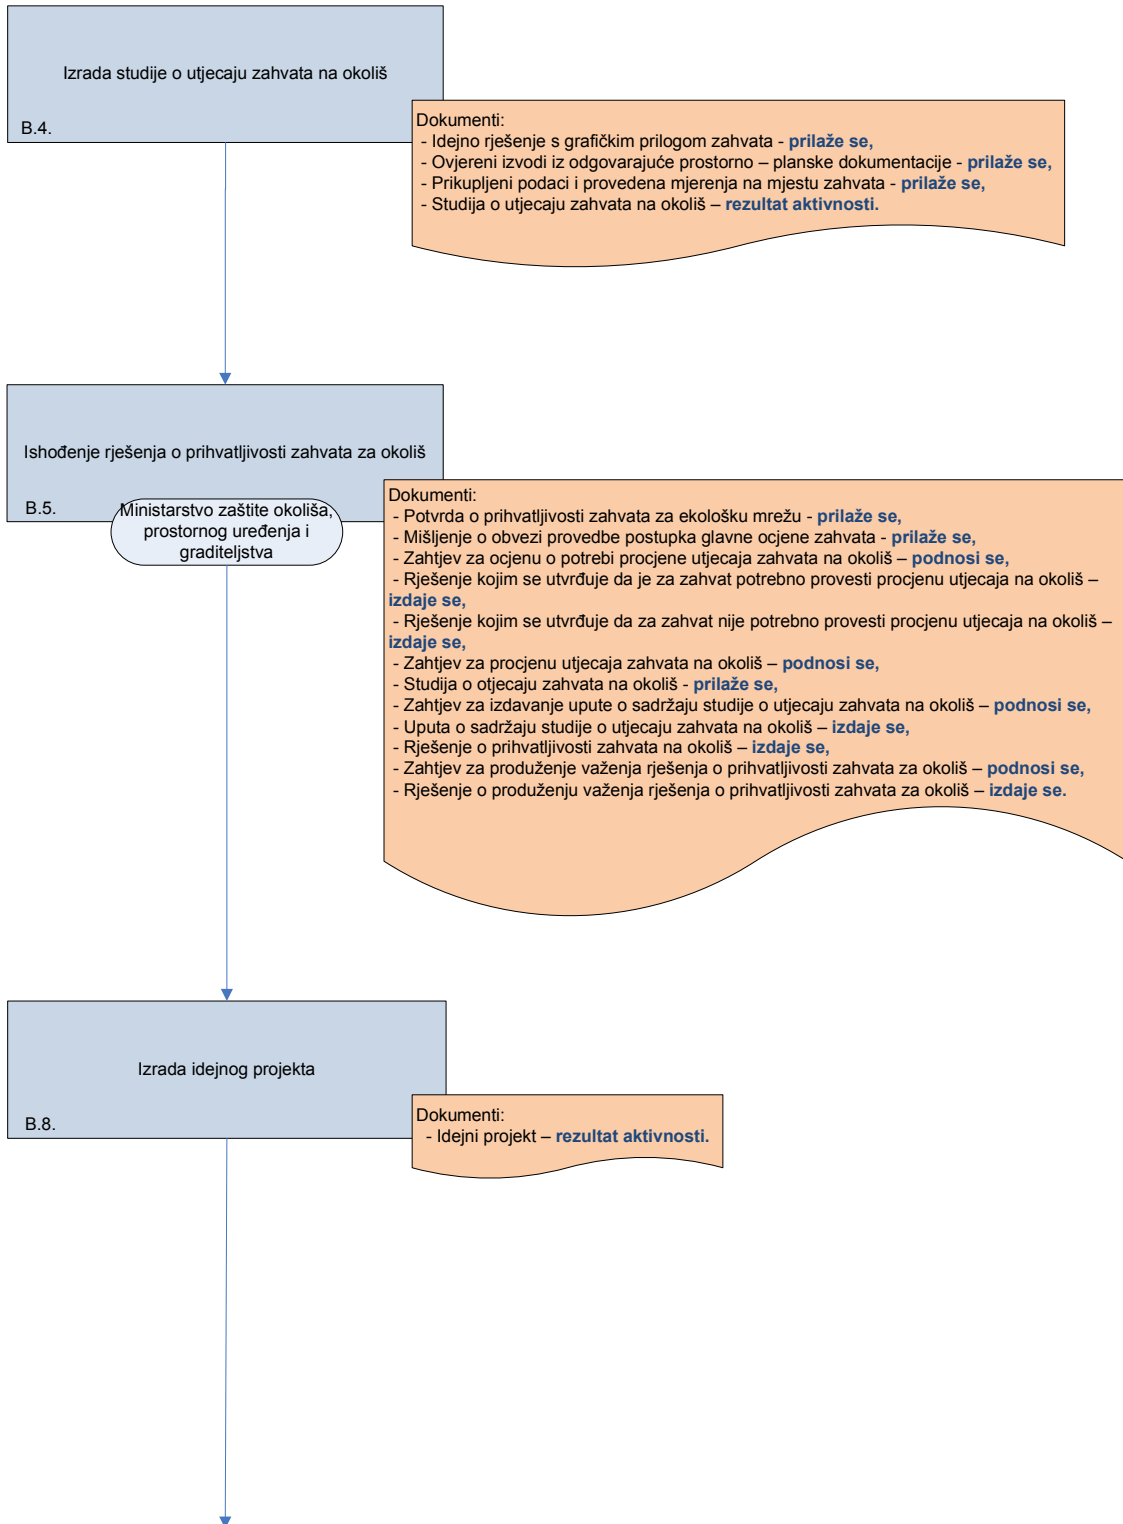 Izrada studije o utjecaju zahvata na okoliš
B.4.
Dokumenti:
- Idejno rješenje s grafičkim prilogom zahvata - prilaže se,
- Ovjereni izvodi iz odgovarajuće prostorno – planske dokumentacije - prilaže se,
- Prikupljeni podaci i provedena mjerenja na mjestu zahvata - prilaže se,
- Studija o utjecaju zahvata na okoliš – rezultat aktivnosti.
Ishođenje rješenja o prihvatljivosti zahvata za okoliš
B.5.
Ministarstvo zaštite okoliša,
prostornog uređenja i
graditeljstva
Dokumenti:
- Potvrda o prihvatljivosti zahvata za ekološku mrežu - prilaže se,
- Mišljenje o obvezi provedbe postupka glavne ocjene zahvata - prilaže se,
- Zahtjev za ocjenu o potrebi procjene utjecaja zahvata na okoliš – podnosi se,
- Rješenje kojim se utvrđuje da je za zahvat potrebno provesti procjenu utjecaja na okoliš –
izdaje se,
- Rješenje kojim se utvrđuje da za zahvat nije potrebno provesti procjenu utjecaja na okoliš –
izdaje se,
- Zahtjev za procjenu utjecaja zahvata na okoliš – podnosi se,
- Studija o otjecaju zahvata na okoliš - prilaže se,
- Zahtjev za izdavanje upute o sadržaju studije o utjecaju zahvata na okoliš – podnosi se,
- Uputa o sadržaju studije o utjecaju zahvata na okoliš – izdaje se,
- Rješenje o prihvatljivosti zahvata na okoliš – izdaje se,
- Zahtjev za produženje važenja rješenja o prihvatljivosti zahvata za okoliš – podnosi se,
- Rješenje o produženju važenja rješenja o prihvatljivosti zahvata za okoliš – izdaje se.
Izrada idejnog projekta
B.8.
Dokumenti:
- Idejni projekt – rezultat aktivnosti.